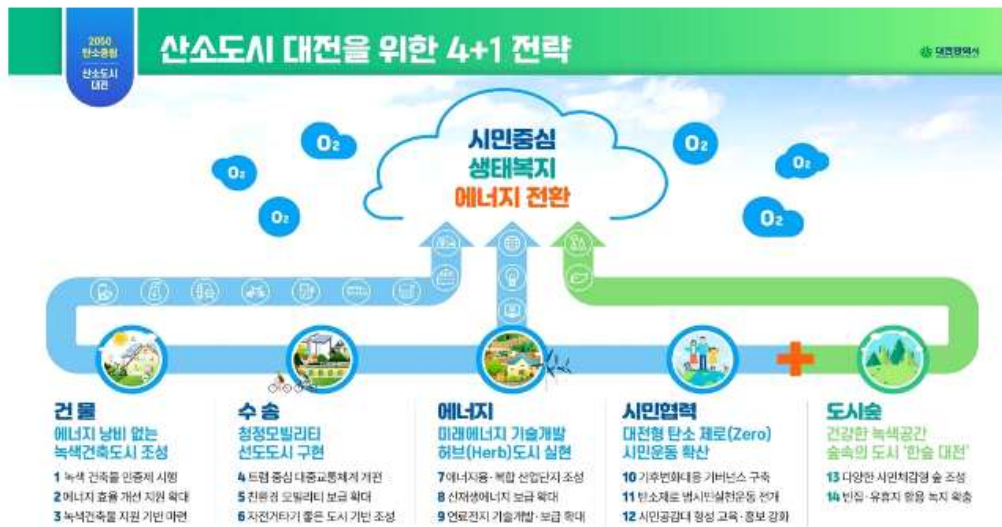 2050
탄소중립
산소도시
대전
산소도시 대전을 위한 4+1 전략
대전광역시
시민중심
생태복지
에너지 전환
O2
O2
O2
O2
O2
O2
건물
에너지 낭비 없는
녹색건축도시 조성
1 녹색 건축물 인증제 시행
2 에너지 효율 개선 지원 확대
3 녹색건축물 지원 기반 마련
수송
청정모빌리티
선도도시 구현
4 트램 중심 대중교통체계 개편
5 친환경 모빌리티 보급 확대
6 자전거타기 좋은 도시 기반 조성
에너지
미래에너지 기술개발
허브(Herb)도시 실현
7 에너지융·복합 산업단지 조성
8 신재생에너지 보급 확대
9 연료전지 기술개발·보급 확대
시민협력
대전형 탄소 제로(Zero)
시민운동 확산
10 기후변화대응 거버넌스 구축
11 탄소제로 범시민실천운동 전개
12 시민공감대 형성 교육·홍보 강화
도시숲
건강한 녹색공간
숲속의 도시 '한숲 대전'
13 다양한 시민체감형 숲 조성
14 빈집·유휴지 활용 녹지 확충